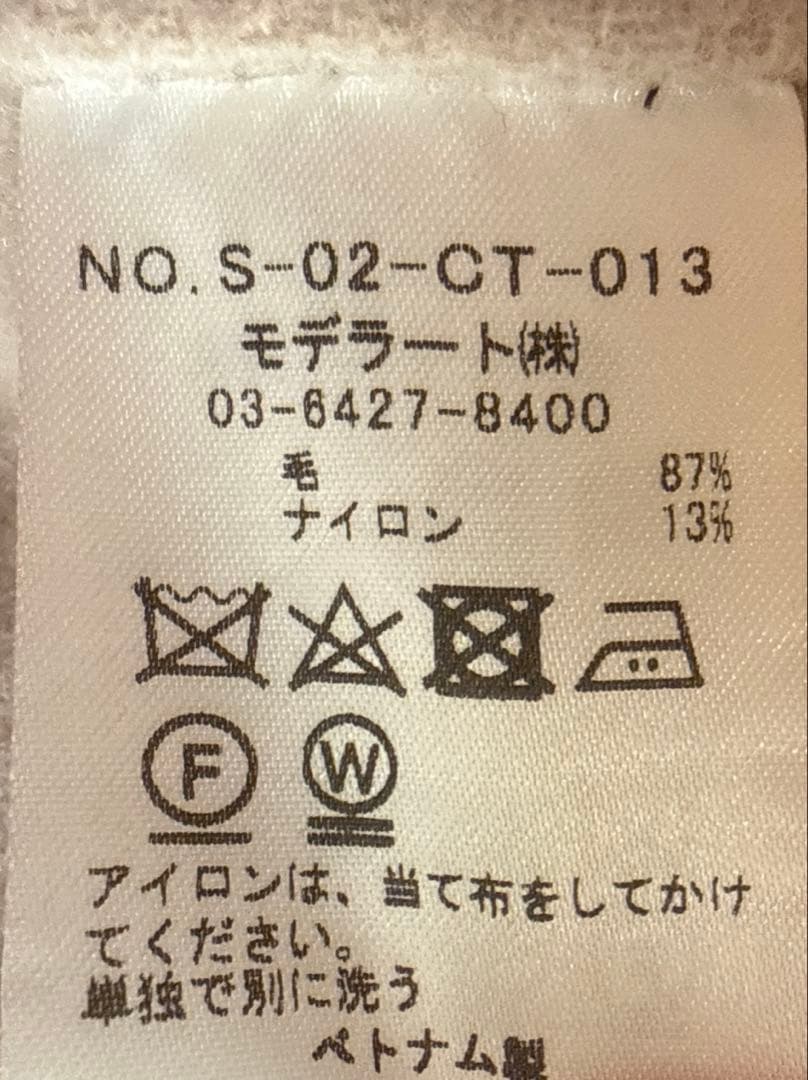 NO.S-02-CT-013
モデラート(株)
03-6427-8400
毛 87%
ナイロン 13%
F W
アイロンは、当て布をしてかけ
てください。
単独で別に洗う
ベトナム製